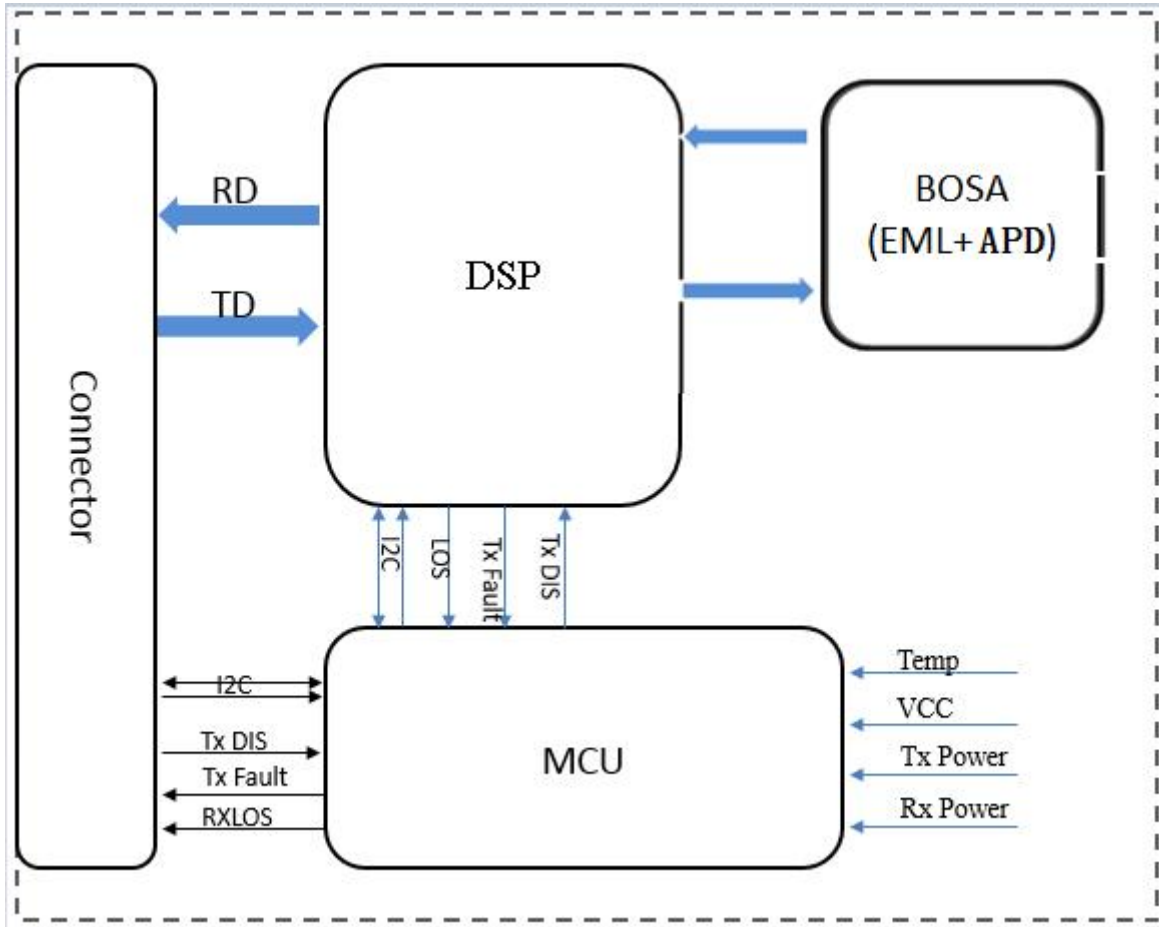 RD
TD
Connector
DSP
BOSA
(EML+APD)
I2C
LOS
Tx Fault
Tx DIS
I2C
Tx DIS
Tx Fault
RXLOS
MCU
Temp
VCC
Tx Power
Rx Power